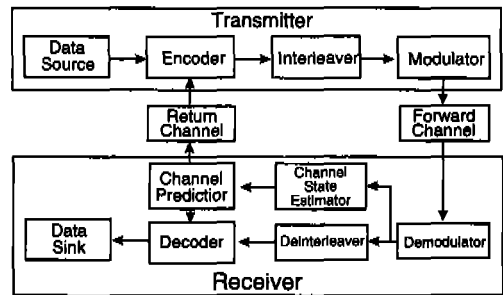 Transmitter
Data
Source
Encoder
Interleaver
Modulator
Return
Channel
Forward
Channel
Channel
Prediction
Channel
State
Estimator
Data
Sink
Decoder
Deinterleaver
Demodulator
Receiver